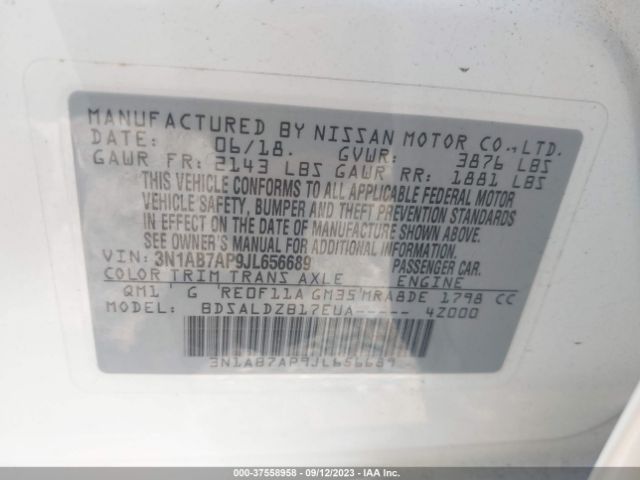 MANUFACTURED BY NISSAN MOTOR CO.,LTD.
DATE: 06/18. GVWR: 3876 LBS
GAWR FR: 2143 LBS GAWR RR: 1881 LBS
THIS VEHICLE CONFORMS TO ALL APPLICABLE FEDERAL MOTOR
VEHICLE SAFETY, BUMPER AND THEFT PREVENTION STANDARDS
IN EFFECT ON THE DATE OF MANUFACTURE SHOWN ABOVE.
SEE OWNER'S MANUAL FOR ADDITIONAL INFORMATION.
VIN: 3N1AB7AP9JL656689 PASSENGER CAR.
COLOR TRIM TRANS AXLE ENGINE
QM1' G 'RE0F11A GM35'MRA8DE 1798 CC
MODEL: BDSALDZB17EUA----- 4Z000
3N1AB7AP9JL656689
000-37558958 - 09/12/2023 - COPYRIGHT IAA